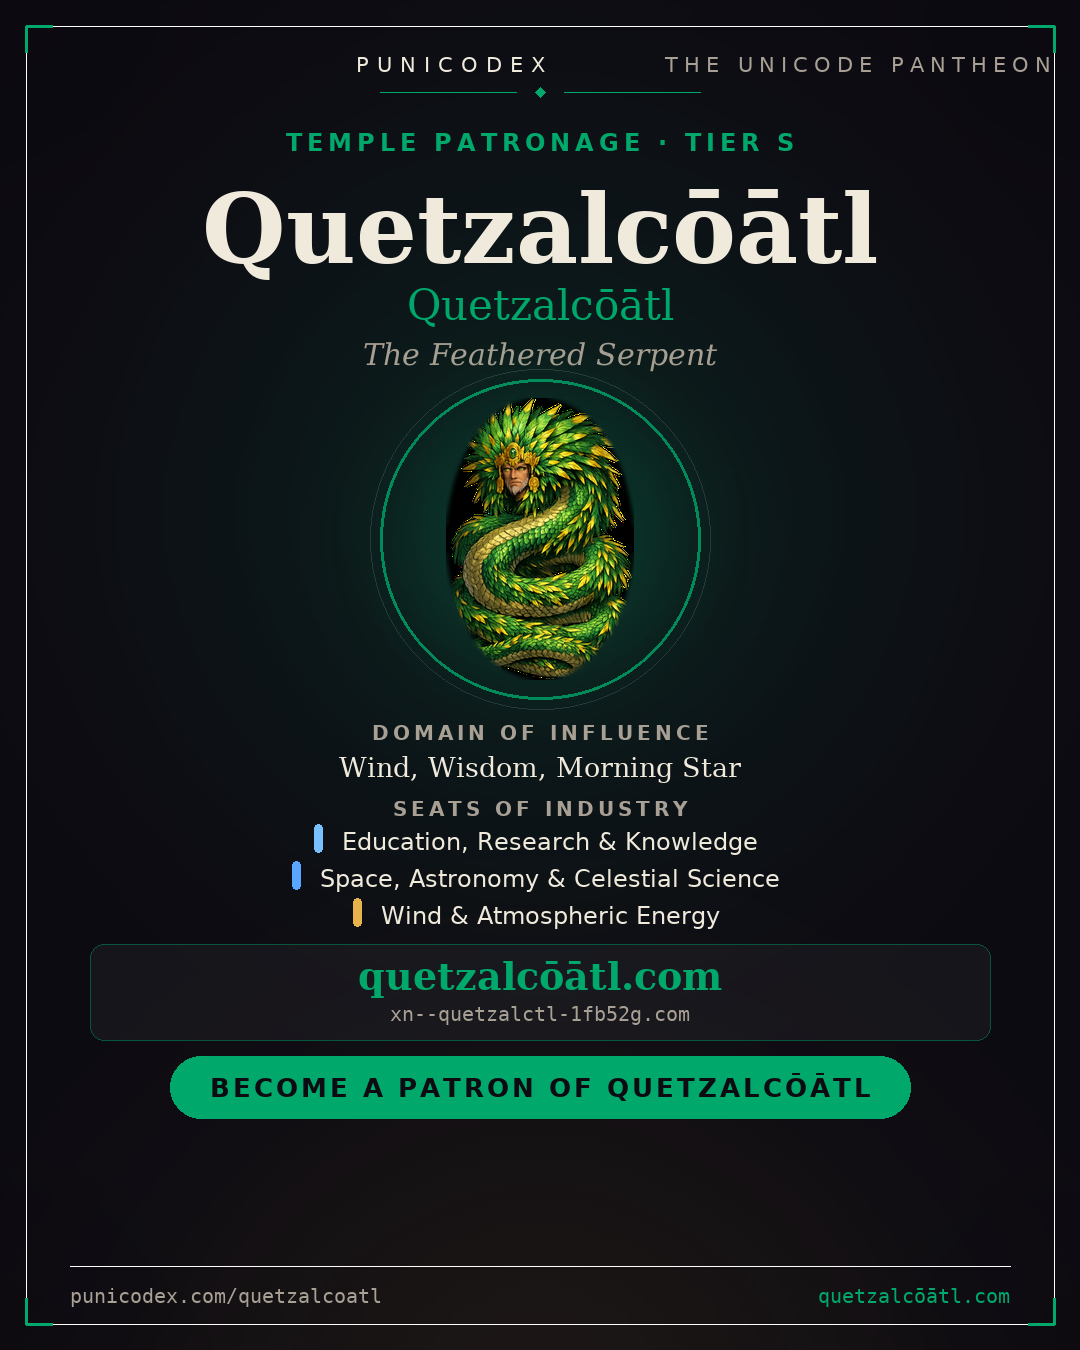 PUNICODEX THE UNICODE PANTHEON
TEMPLE PATRONAGE · TIER S
Quetzalcōātl
Quetzalcōātl
The Feathered Serpent
DOMAIN OF INFLUENCE
Wind, Wisdom, Morning Star
SEATS OF INDUSTRY
Education, Research & Knowledge
Space, Astronomy & Celestial Science
Wind & Atmospheric Energy
quetzalcōātl.com
xn--quetzalctl-1fb52g.com
BECOME A PATRON OF QUETZALCŌĀTL
punicodex.com/quetzalcoatl
quetzalcōātl.com